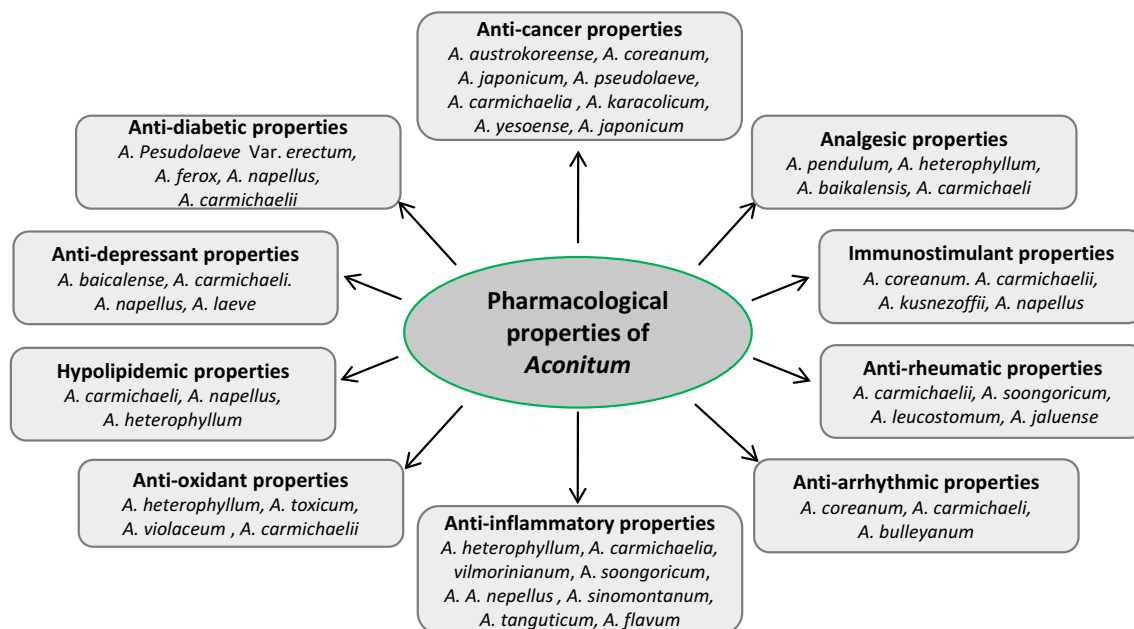 Anti-cancer properties
A. austrokoreense, A. coreanum,
A. japonicum, A. pseudolaeve,
A. carmichaelia , A. karacolicum,
A. yesoense, A. japonicum
Anti-diabetic properties
A. Pesudolaeve Var. erectum,
A. ferox, A. napellus,
A. carmichaelii
Analgesic properties
A. pendulum, A. heterophyllum,
A. baikalensis, A. carmichaeli
Anti-depressant properties
A. baicalense, A. carmichaeli.
A. napellus, A. laeve
Immunostimulant properties
A. coreanum. A. carmichaelii,
A. kusnezoffii, A. napellus
Pharmacological
properties of
Aconitum
Hypolipidemic properties
A. carmichaeli, A. napellus,
A. heterophyllum
Anti-rheumatic properties
A. carmichaelii, A. soongoricum,
A. leucostomum, A. jaluense
Anti-oxidant properties
A. heterophyllum, A. toxicum,
A. violaceum , A. carmichaelii
Anti-arrhythmic properties
A. coreanum, A. carmichaeli,
A. bulleyanum
Anti-inflammatory properties
A. heterophyllum, A. carmichaelia,
vilmorinianum, A. soongoricum,
A. A. nepellus , A. sinomontanum,
A. tanguticum, A. flavum